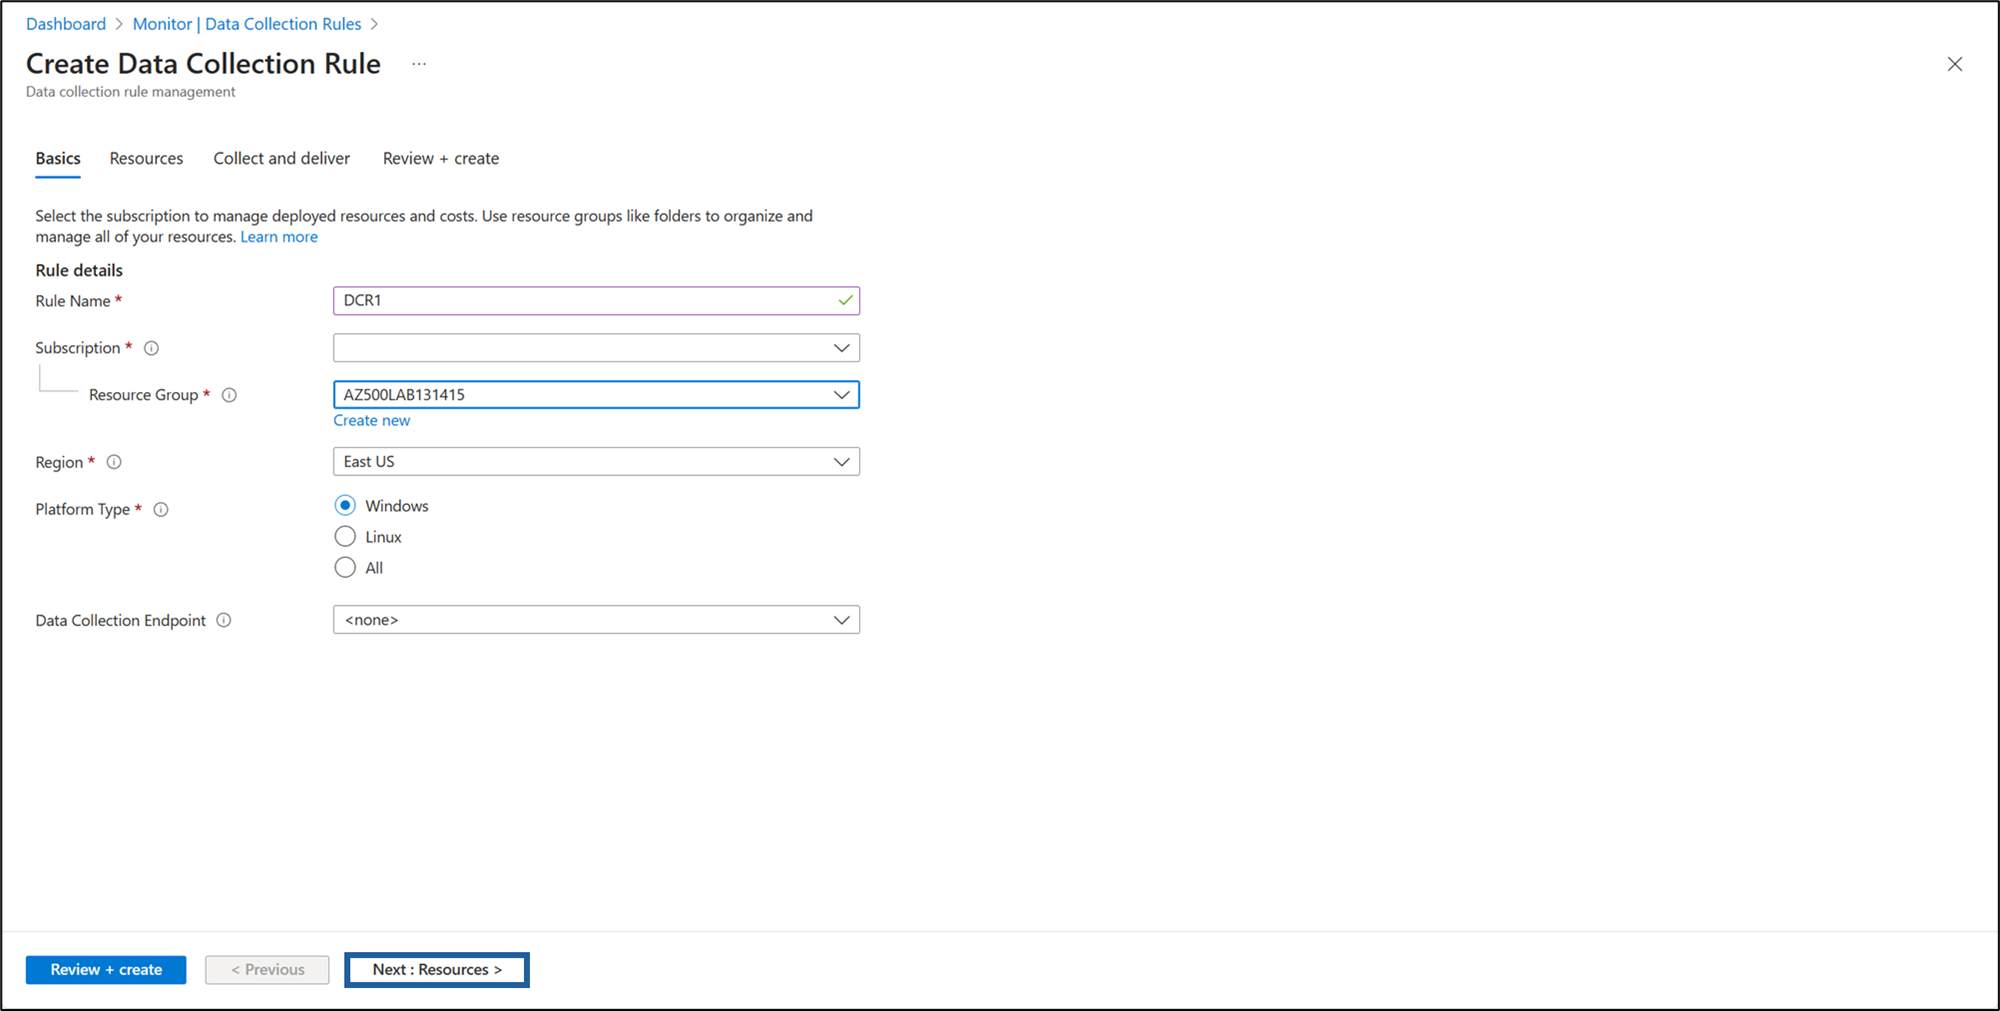 Dashboard > Monitor | Data Collection Rules >
Create Data Collection Rule ...
Data collection rule management
Basics Resources Collect and deliver Review + create
Select the subscription to manage deployed resources and costs. Use resource groups like folders to organize and
manage all of your resources. Learn more
Rule details
Rule Name * DCR1
Subscription *
Resource Group * AZ500LAB131415
Create new
Region * East US
Platform Type * Windows
Linux
All
Data Collection Endpoint <none>
Review + create < Previous Next : Resources >